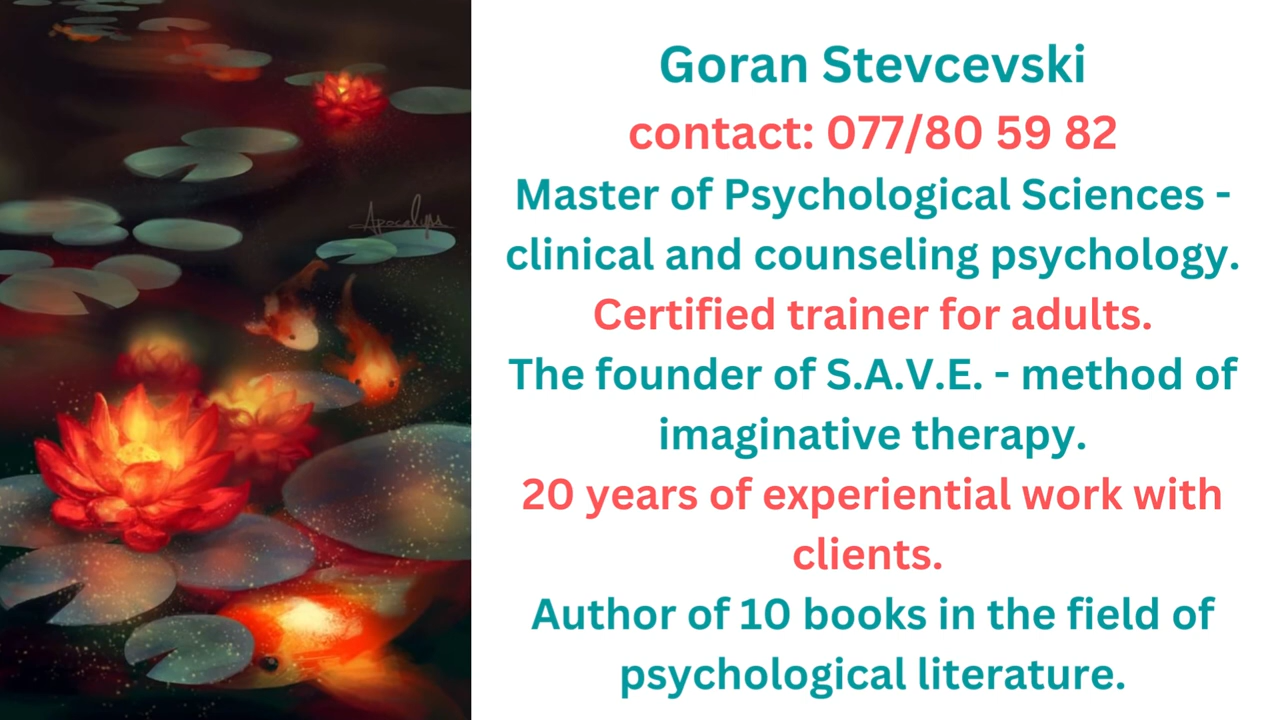 Goran Stevcevski
contact: 077/80 59 82
Master of Psychological Sciences -
clinical and counseling psychology.
Certified trainer for adults.
The founder of S.A.V.E. - method of
imaginative therapy.
20 years of experiential work with
clients.
Author of 10 books in the field of
psychological literature.